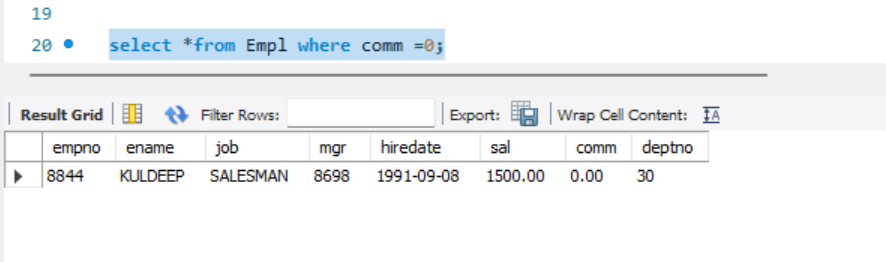 19
20 select *from Empl where comm =0;
Result Grid Filter Rows: Export: Wrap Cell Content: IA
empno ename job mgr hiredate sal comm deptno
8844 KULDEEP SALESMAN 8698 1991-09-08 1500.00 0.00 30